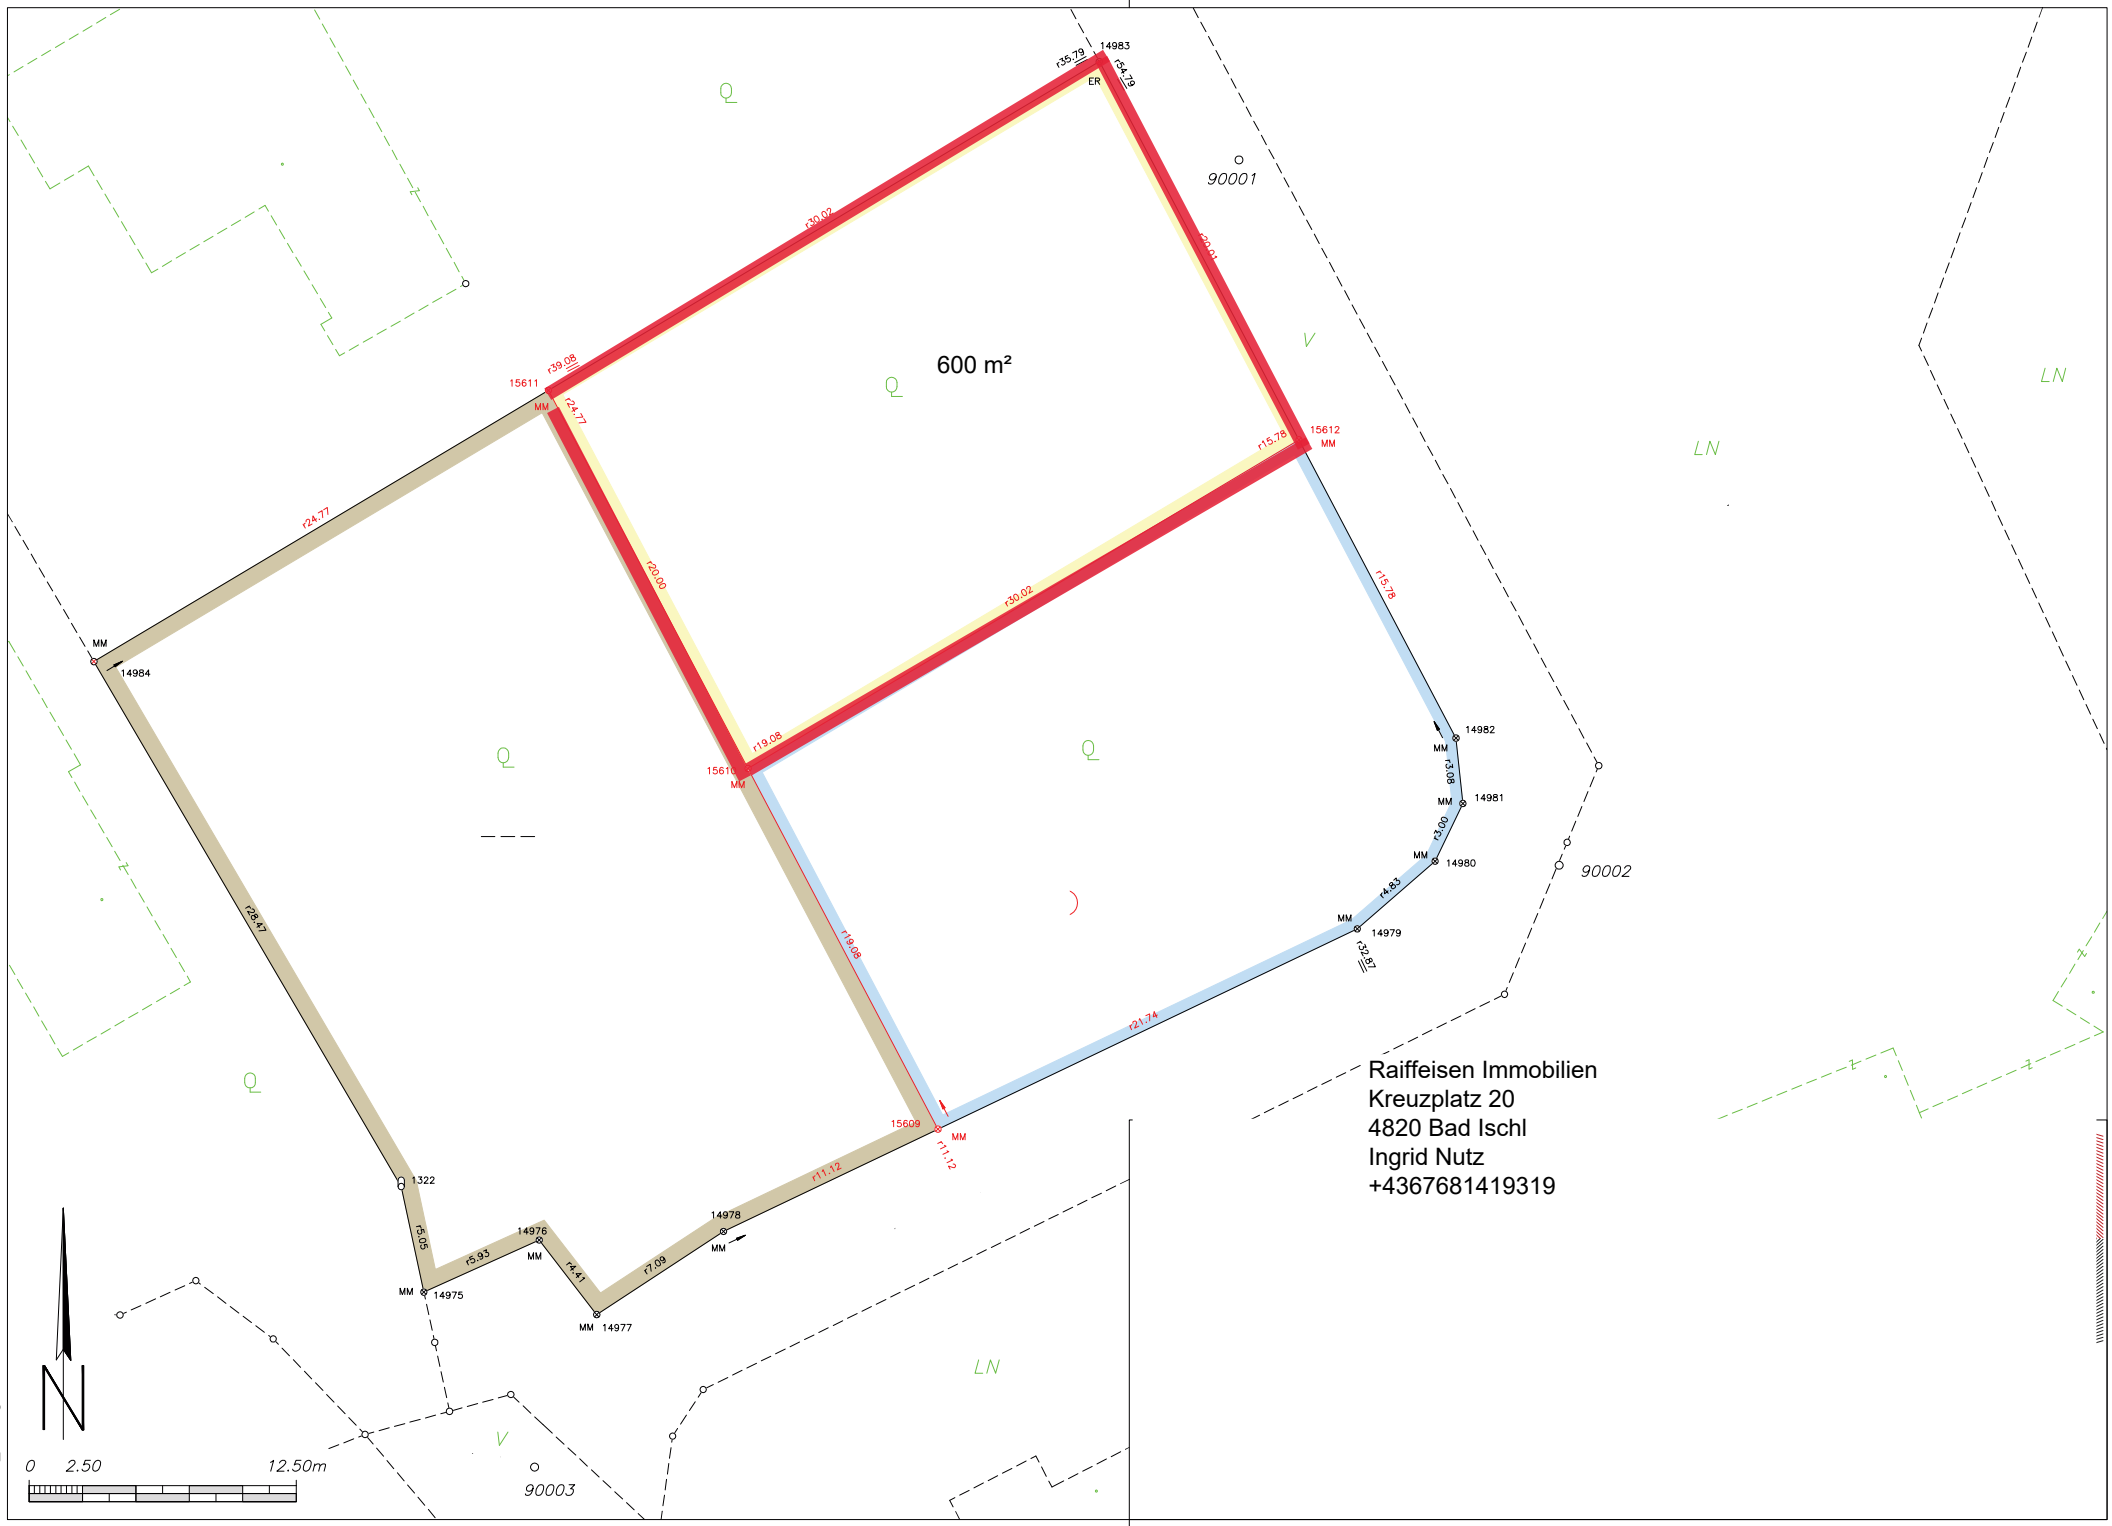 14983
r35.79
r54.79
ER
Q
90001
r30.02
r20.01
V
600 m²
Q
r39.08
15611
MM
r24.77
LN
LN
r15.78
15612
MM
r24.77
r20.00
r30.02
r15.78
MM
14984
r19.08
15610
MM
Q
Q
14982
MM
r3.08
14981
MM
r3.00
MM
14980
90002
r4.83
MM
14979
r32.87
r28.47
r19.08
r21.74
Q
Raiffeisen Immobilien
Kreuzplatz 20
4820 Bad Ischl
Ingrid Nutz
+4367681419319
15609
MM
r11.12
r11.12
1322
14978
MM
14976
MM
r5.05
r5.93
r4.41
r7.09
MM
14975
MM
14977
LN
N
V
0 2.50 12.50m
90003